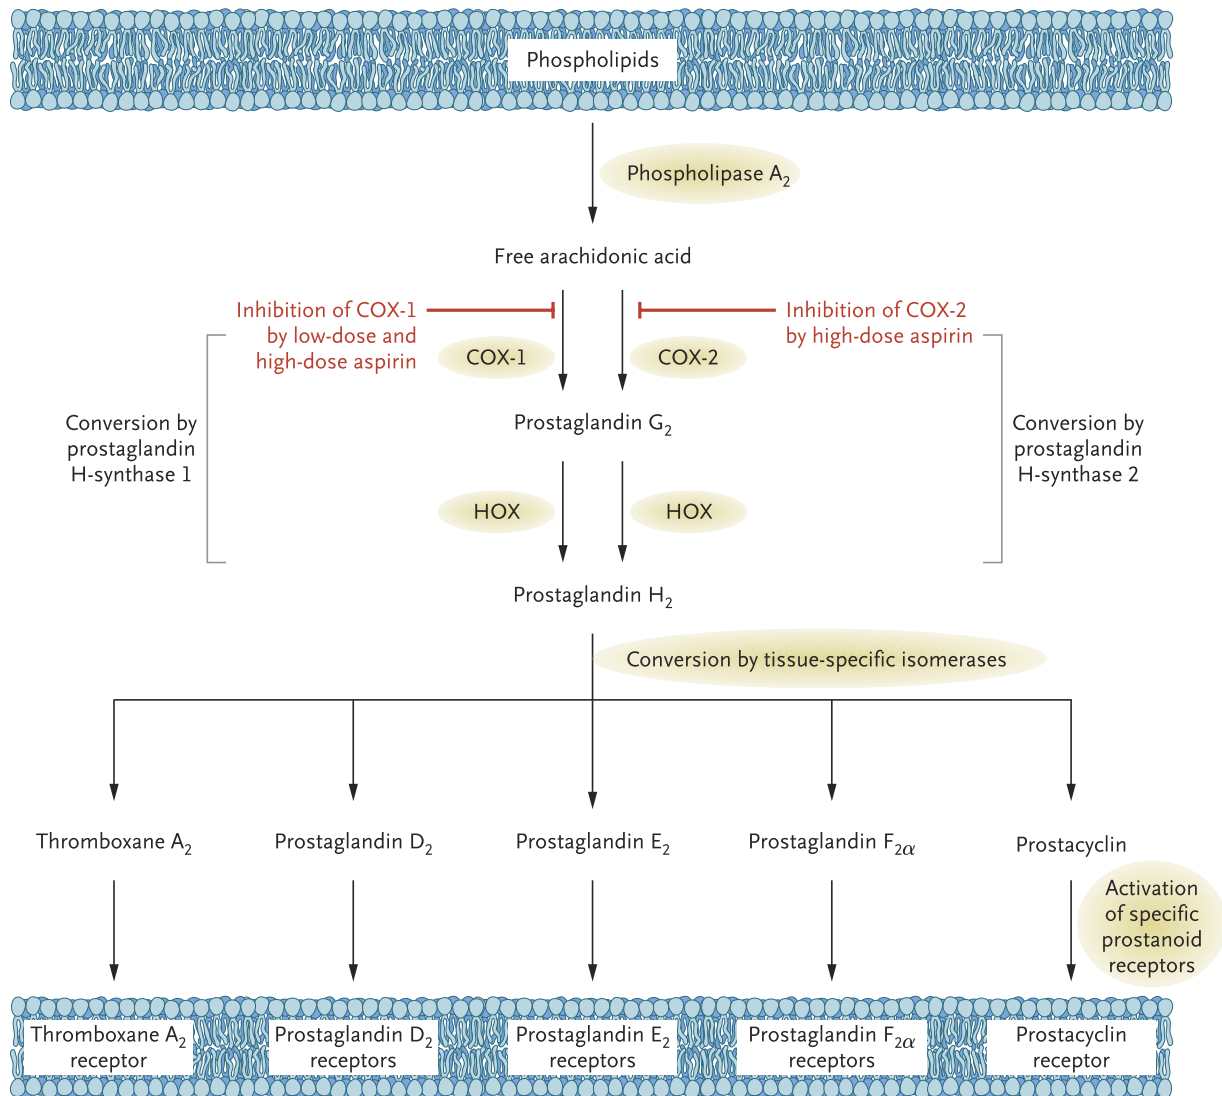 Phospholipids
Phospholipase A2
Free arachidonic acid
Inhibition of COX-1
by low-dose and
high-dose aspirin
Inhibition of COX-2
by high-dose aspirin
COX-1
COX-2
Conversion by
prostaglandin
H-synthase 1
Prostaglandin G2
Conversion by
prostaglandin
H-synthase 2
HOX
HOX
Prostaglandin H2
Conversion by tissue-specific isomerases
Thromboxane A2
Prostaglandin D2
Prostaglandin E2
Prostaglandin F2α
Prostacyclin
Activation
of specific
prostanoid
receptors
Thromboxane A2
receptor
Prostaglandin D2
receptors
Prostaglandin E2
receptors
Prostaglandin F2α
receptors
Prostacyclin
receptor